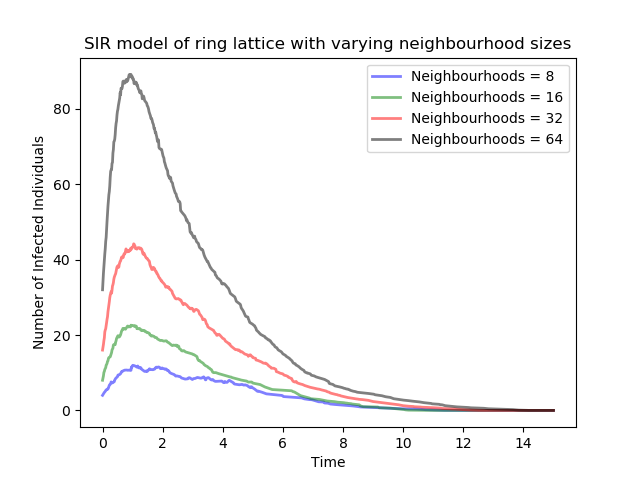 SIR model of ring lattice with varying neighbourhood sizes
Neighbourhoods = 8
Neighbourhoods = 16
Neighbourhoods = 32
Neighbourhoods = 64
Number of Infected Individuals
80
60
40
20
0
0 2 4 6 8 10 12 14
Time